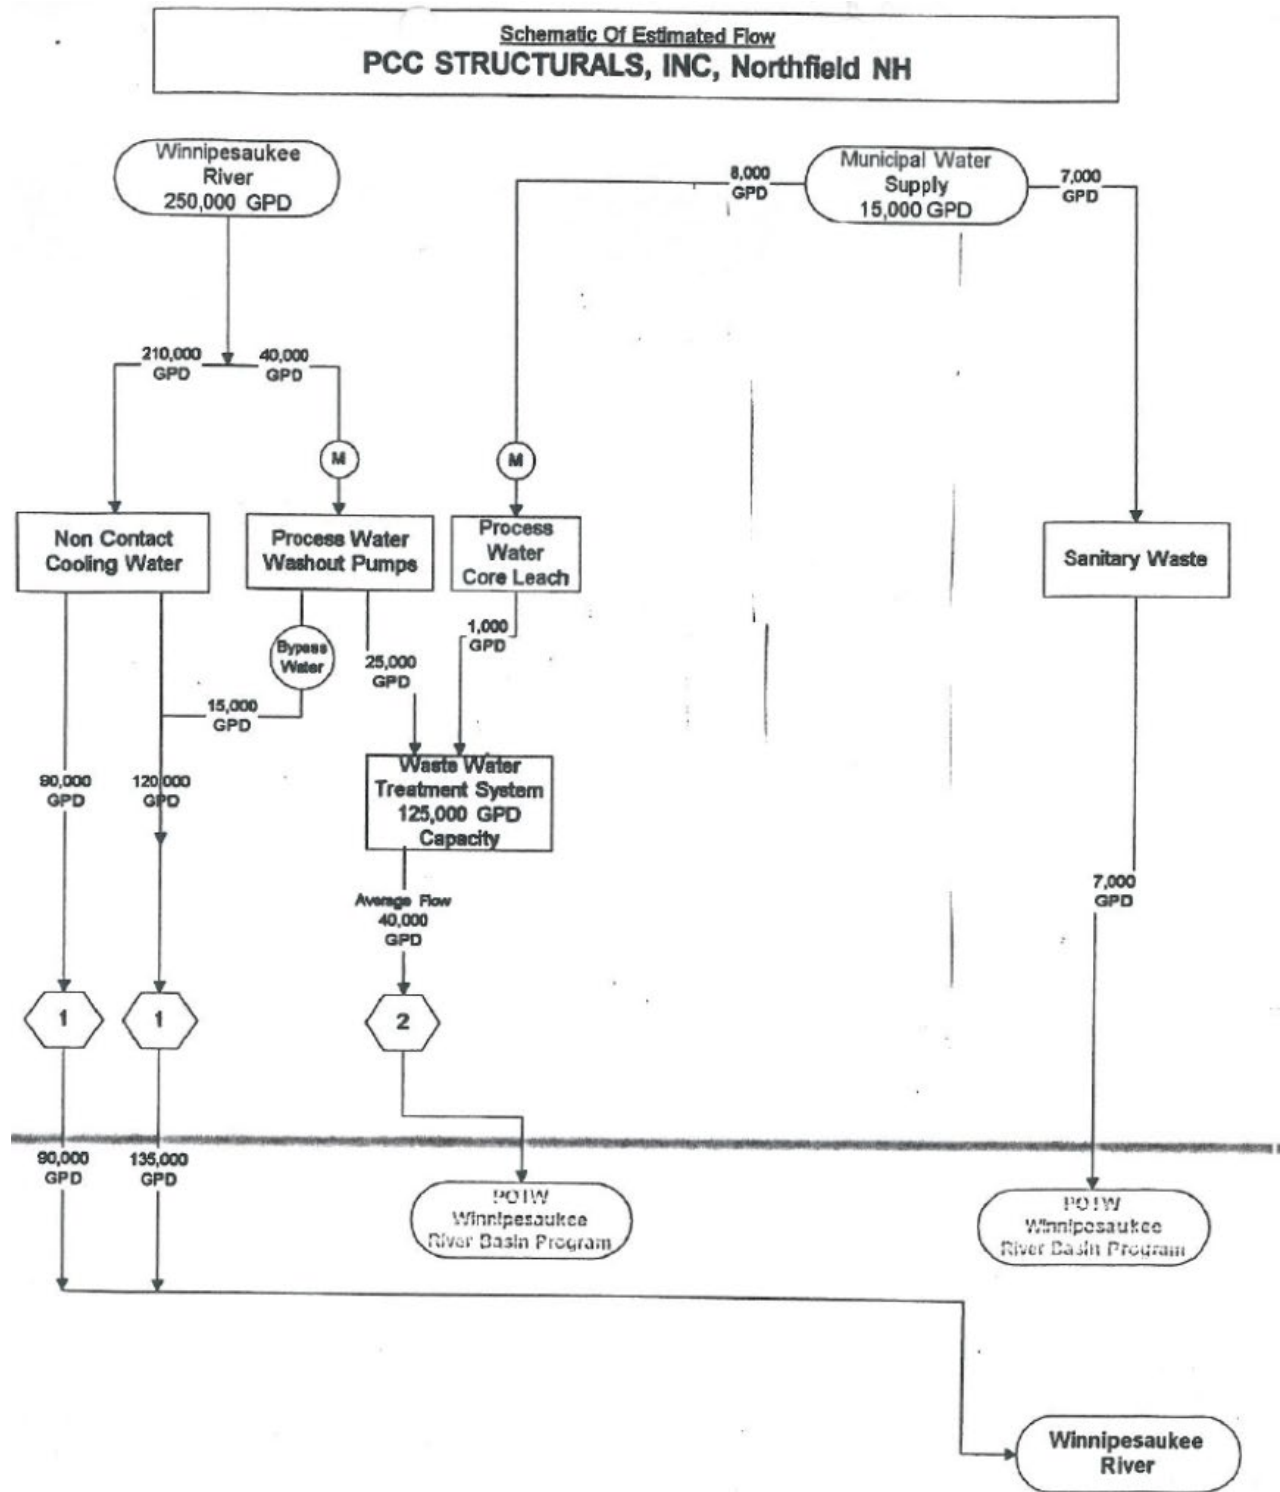 Schematic Of Estimated Flow
PCC STRUCTURALS, INC, Northfield NH
Winnipesaukee
River
250,000 GPD
8,000
GPD
Municipal Water
Supply
15,000 GPD
7,000
GPD
210,000
GPD
40,000
GPD
M
M
Non Contact
Cooling Water
Process Water
Washout Pumps
Process
Water
Core Leach
Sanitary Waste
Bypass
Water
25,000
GPD
1,000
GPD
15,000
GPD
90,000
GPD
120,000
GPD
Waste Water
Treatment System
125,000 GPD
Capacity
Average Flow
40,000
GPD
7,000
GPD
1
1
2
90,000
GPD
135,000
GPD
POTW
Winnipesaukee
River Basin Program
POTW
Winnipesaukee
River Basin Program
Winnipesaukee
River